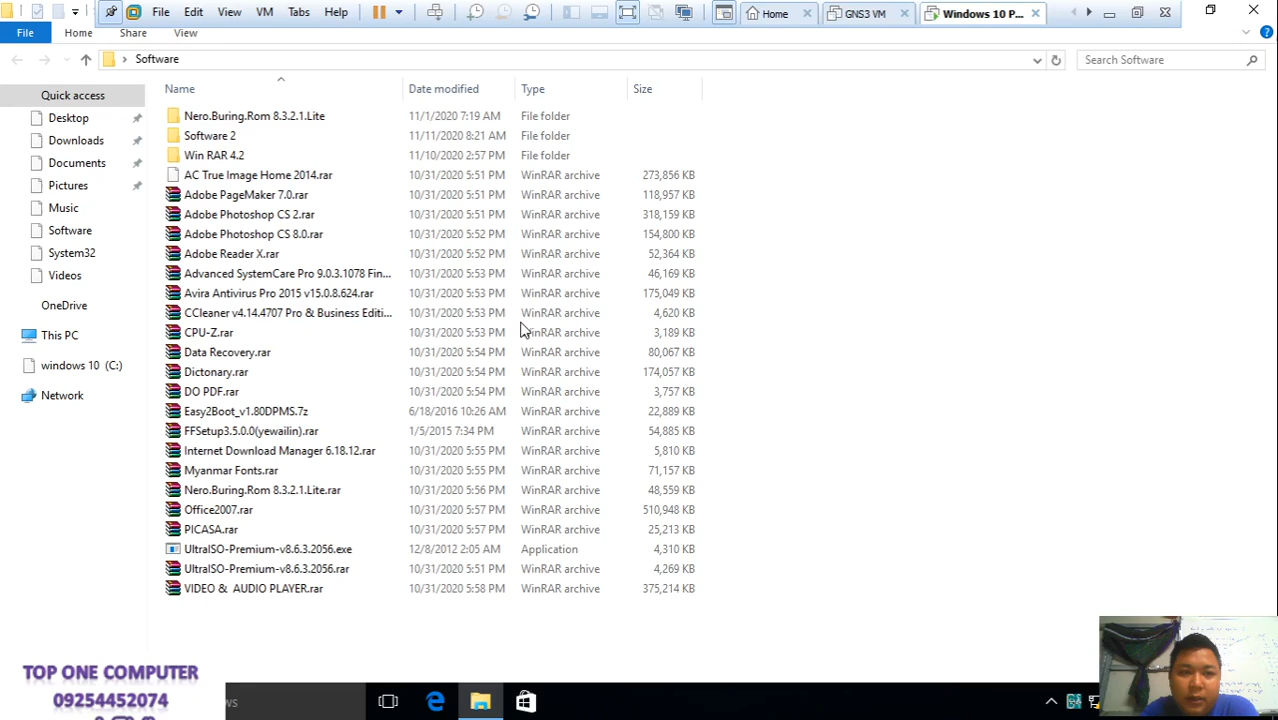 File Edit View VM Tabs Help Home GNS3 VM Windows 10 P...
File Home Share View
Software Search Software
Name Date modified Type Size
Quick access
Desktop
Downloads
Documents
Pictures
Music
Software
System32
Videos
OneDrive
This PC
windows 10 (C:)
Network
Nero.Buring.Rom 8.3.2.1.Lite 11/1/2020 7:19 AM File folder
Software 2 11/11/2020 8:21 AM File folder
Win RAR 4.2 11/10/2020 2:57 PM File folder
AC True Image Home 2014.rar 10/31/2020 5:51 PM WinRAR archive 273,856 KB
Adobe PageMaker 7.0.rar 10/31/2020 5:51 PM WinRAR archive 118,957 KB
Adobe Photoshop CS 2.rar 10/31/2020 5:51 PM WinRAR archive 318,159 KB
Adobe Photoshop CS 8.0.rar 10/31/2020 5:52 PM WinRAR archive 154,800 KB
Adobe Reader X.rar 10/31/2020 5:52 PM WinRAR archive 52,364 KB
Advanced SystemCare Pro 9.0.3.1078 Fin... 10/31/2020 5:53 PM WinRAR archive 46,169 KB
Avira Antivirus Pro 2015 v15.0.8.624.rar 10/31/2020 5:53 PM WinRAR archive 175,049 KB
CCleaner v4.14.4707 Pro & Business Editi... 10/31/2020 5:53 PM WinRAR archive 4,620 KB
CPU-Z.rar 10/31/2020 5:53 PM WinRAR archive 3,189 KB
Data Recovery.rar 10/31/2020 5:54 PM WinRAR archive 80,067 KB
Dictonary.rar 10/31/2020 5:54 PM WinRAR archive 174,057 KB
DO PDF.rar 10/31/2020 5:54 PM WinRAR archive 3,757 KB
Easy2Boot_v1.80DPMS.7z 6/18/2016 10:26 AM WinRAR archive 22,889 KB
FFSetup3.5.0.0(yewailin).rar 1/5/2015 7:34 PM WinRAR archive 54,885 KB
Internet Download Manager 6.18.12.rar 10/31/2020 5:55 PM WinRAR archive 5,810 KB
Myanmar Fonts.rar 10/31/2020 5:55 PM WinRAR archive 71,157 KB
Nero.Buring.Rom 8.3.2.1.Lite.rar 10/31/2020 5:56 PM WinRAR archive 48,559 KB
Office2007.rar 10/31/2020 5:57 PM WinRAR archive 510,948 KB
PICASA.rar 10/31/2020 5:57 PM WinRAR archive 25,213 KB
UltraISO-Premium-v8.6.3.2056.exe 12/8/2012 2:05 AM Application 4,310 KB
UltraISO-Premium-v8.6.3.2056.rar 10/31/2020 5:51 PM WinRAR archive 4,269 KB
VIDEO & AUDIO PLAYER.rar 10/31/2020 5:58 PM WinRAR archive 375,214 KB
TOP ONE COMPUTER
09254452074